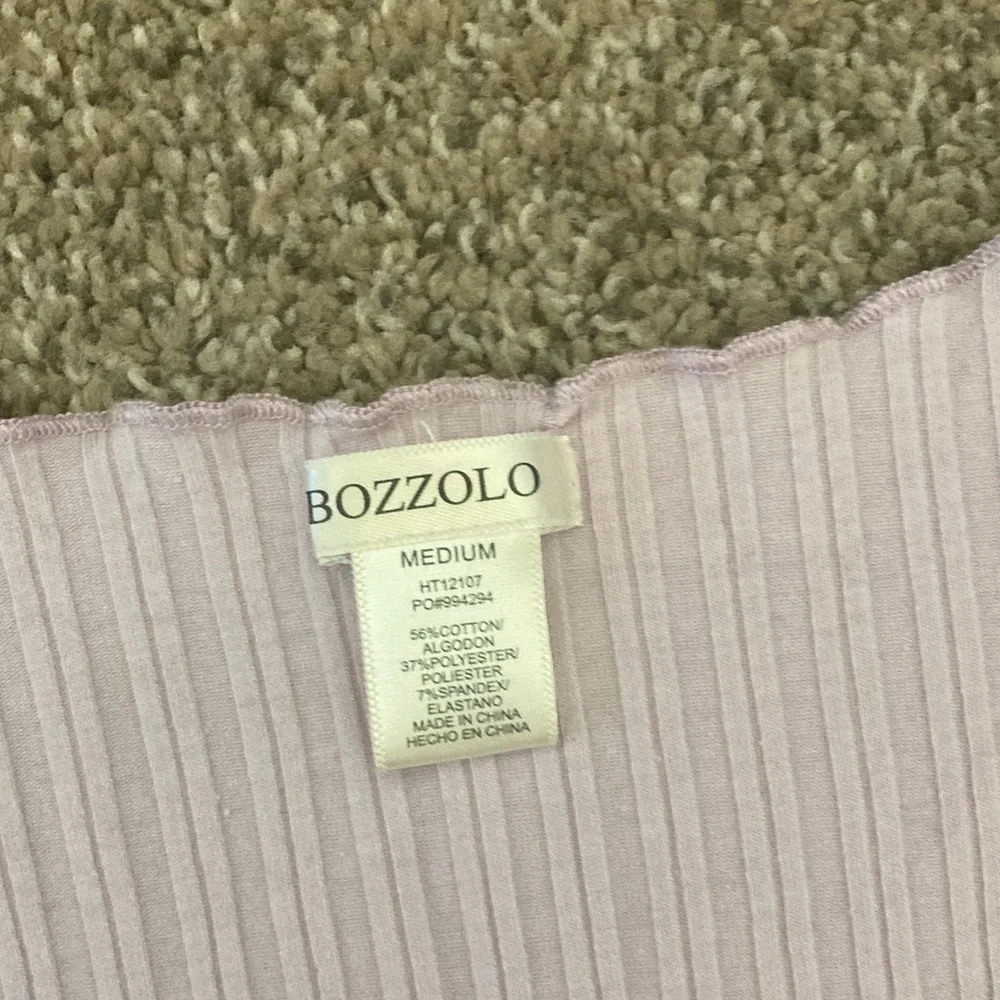 BOZZOLO
MEDIUM
HT12107
PO#994294
56%COTTON/
ALGODON
37%POLYESTER/
POLIESTER
7%SPANDEX/
ELASTANO
MADE IN CHINA
HECHO EN CHINA